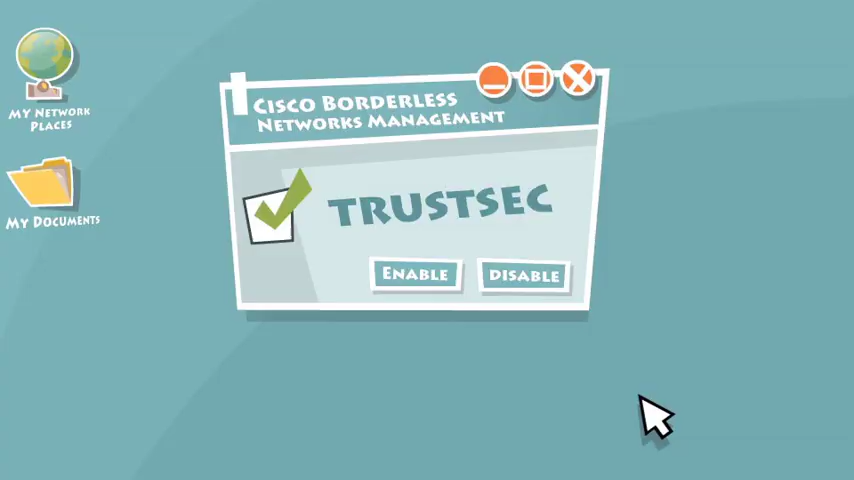 MY NETWORK
PLACES
MY DOCUMENTS
CISCO BORDERLESS
NETWORKS MANAGEMENT
TRUSTSEC
ENABLE
DISABLE